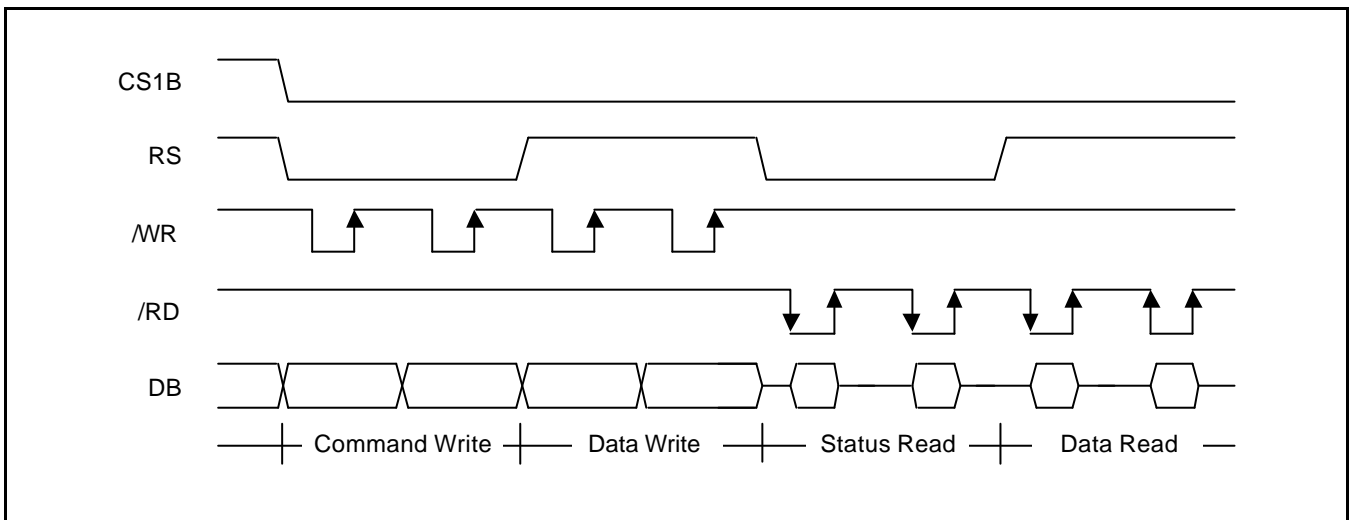 CS1B
RS
/WR
/RD
DB
Command Write Data Write Status Read Data Read